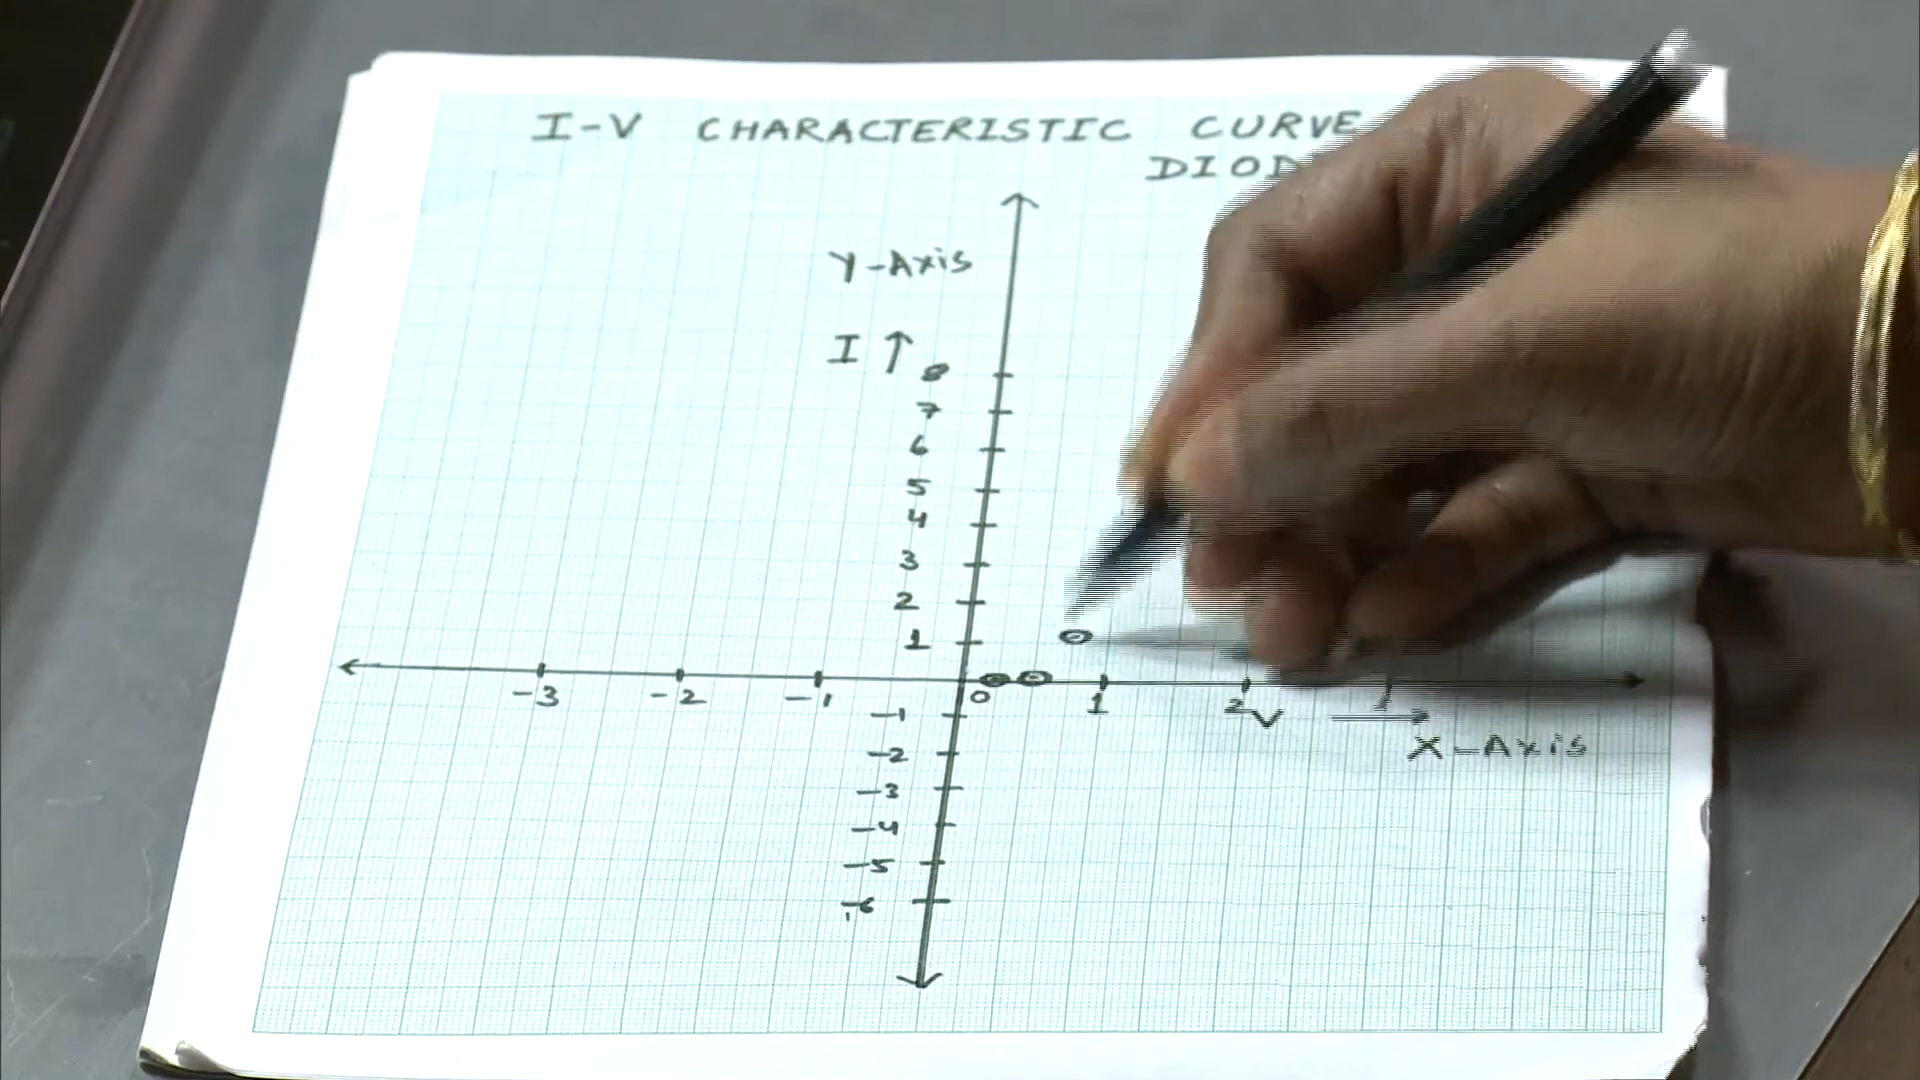 I-V CHARACTERISTIC CURVE
Y-Axis
I ↑
8
7
6
5
4
3
2
1
-3 -2 -1 0 1 2
V →
X-Axis
-1
-2
-3
-4
-5
-6